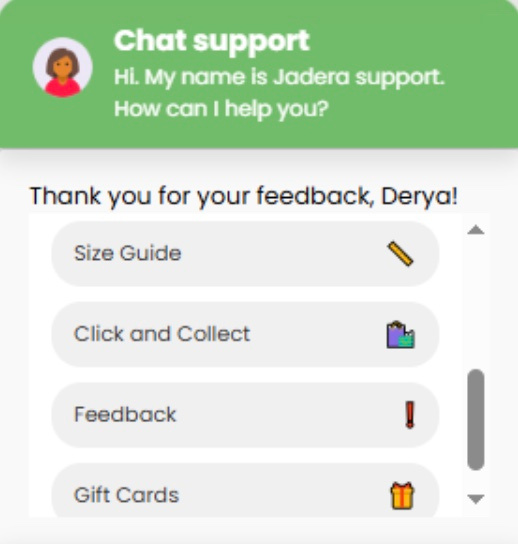 Chat support
Hi. My name is Jadera support.
How can I help you?
Thank you for your feedback, Derya!
Size Guide
Click and Collect
Feedback
Gift Cards